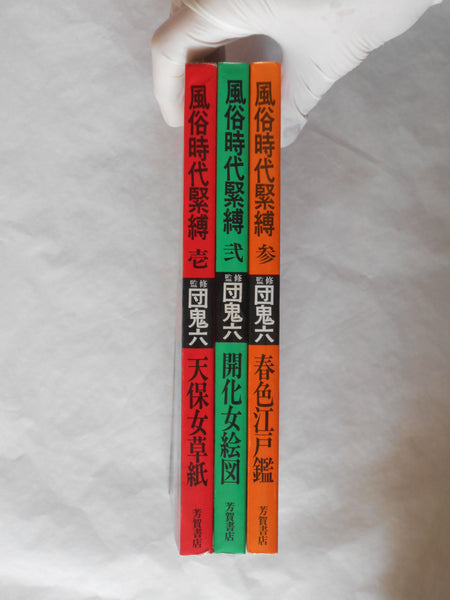 風俗時代緊縛 壱
監修
団鬼六
天保女草紙
芳賀書店
風俗時代緊縛 弐
監修
団鬼六
開化女絵図
芳賀書店
風俗時代緊縛 参
監修
団鬼六
春色江戸鑑
芳賀書店